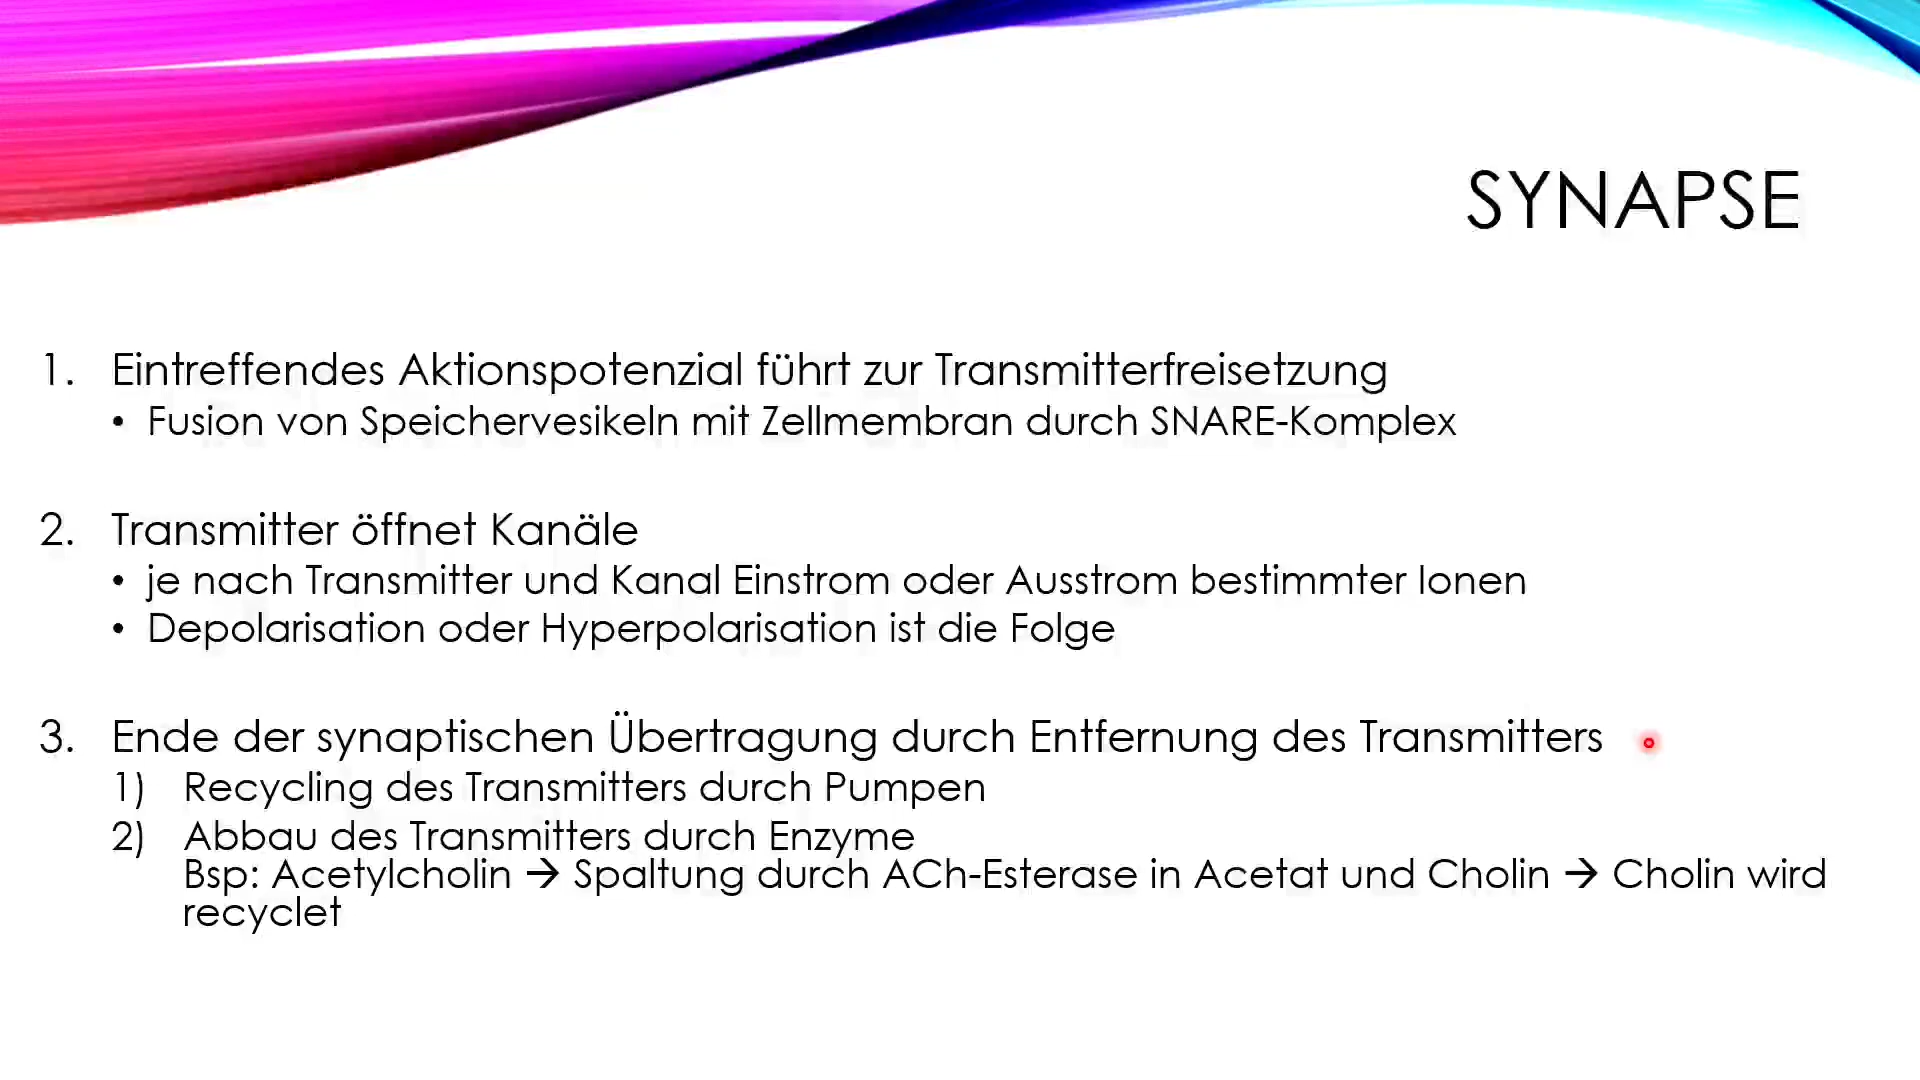 SYNAPSE
1. Eintreffendes Aktionspotenzial führt zur Transmitterfreisetzung
• Fusion von Speichervesikeln mit Zellmembran durch SNARE-Komplex
2. Transmitter öffnet Kanäle
• je nach Transmitter und Kanal Einstrom oder Ausstrom bestimmter Ionen
• Depolarisation oder Hyperpolarisation ist die Folge
3. Ende der synaptischen Übertragung durch Entfernung des Transmitters
1) Recycling des Transmitters durch Pumpen
2) Abbau des Transmitters durch Enzyme
Bsp: Acetylcholin → Spaltung durch ACh-Esterase in Acetat und Cholin → Cholin wird
recyclet